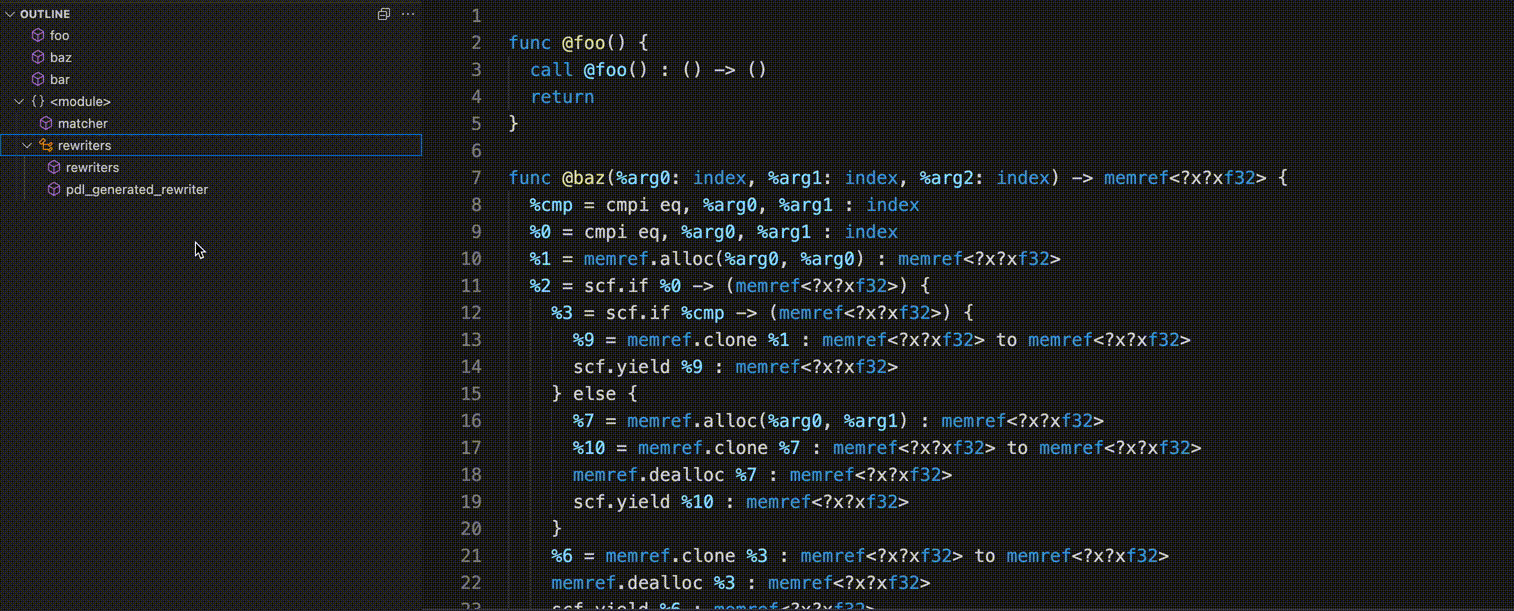 OUTLINE
foo
baz
bar
{} <module>
matcher
rewriters
rewriters
pdl_generated_rewriter
1
2 func @foo() {
3 call @foo() : () -> ()
4 return
5 }
6
7 func @baz(%arg0: index, %arg1: index, %arg2: index) -> memref<?x?xf32> {
8 %cmp = cmpi eq, %arg0, %arg1 : index
9 %0 = cmpi eq, %arg0, %arg1 : index
10 %1 = memref.alloc(%arg0, %arg0) : memref<?x?xf32>
11 %2 = scf.if %0 -> (memref<?x?xf32>) {
12 %3 = scf.if %cmp -> (memref<?x?xf32>) {
13 %9 = memref.clone %1 : memref<?x?xf32> to memref<?x?xf32>
14 scf.yield %9 : memref<?x?xf32>
15 } else {
16 %7 = memref.alloc(%arg0, %arg1) : memref<?x?xf32>
17 %10 = memref.clone %7 : memref<?x?xf32> to memref<?x?xf32>
18 memref.dealloc %7 : memref<?x?xf32>
19 scf.yield %10 : memref<?x?xf32>
20 }
21 %6 = memref.clone %3 : memref<?x?xf32> to memref<?x?xf32>
22 memref.dealloc %3 : memref<?x?xf32>
23 scf.yield %6 : memref<?x?xf32>